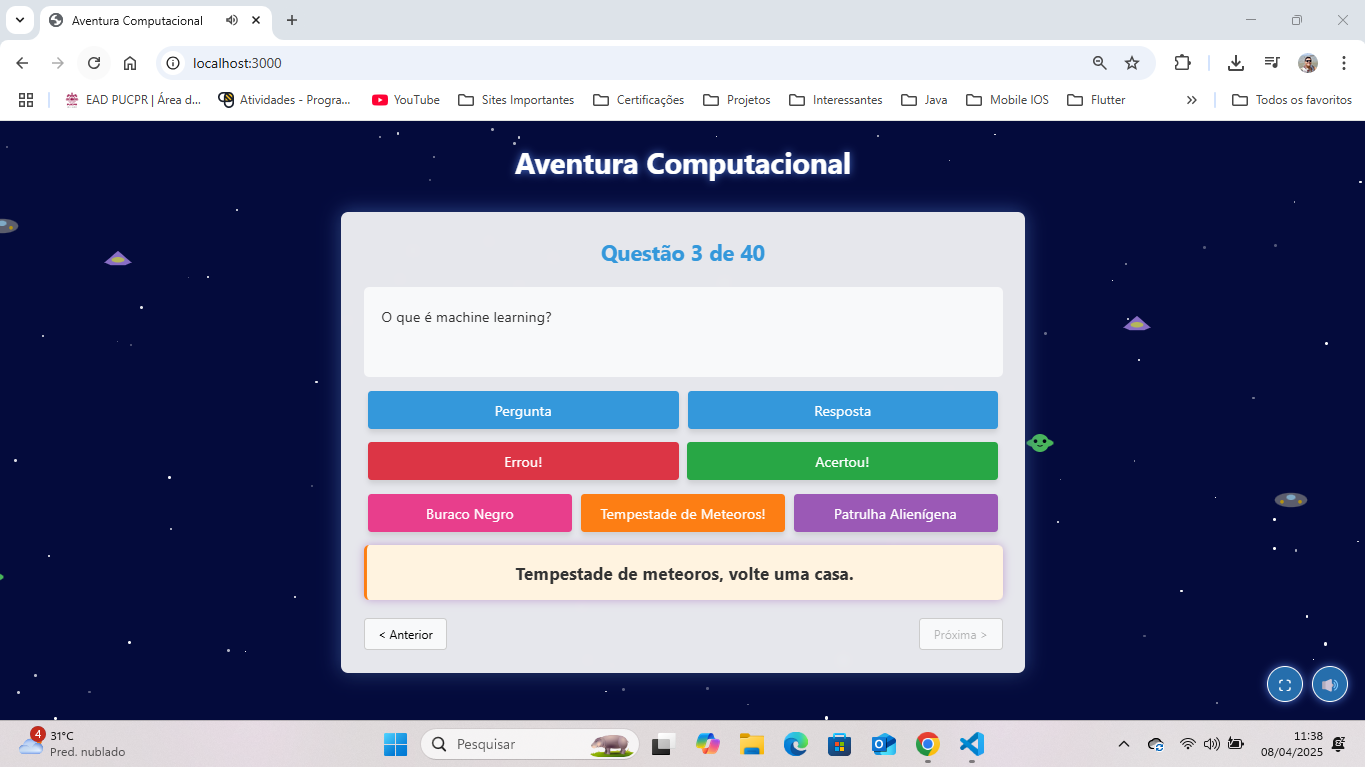 Aventura Computacional
localhost:3000
EAD PUCPR | Área d...
Atividades - Progra...
YouTube
Sites Importantes
Certificações
Projetos
Interessantes
Java
Mobile IOS
Flutter
Todos os favoritos
Aventura Computacional
Questão 3 de 40
O que é machine learning?
Pergunta
Resposta
Errou!
Acertou!
Buraco Negro
Tempestade de Meteoros!
Patrulha Alienígena
Tempestade de meteoros, volte uma casa.
< Anterior
Próxima >
4
31°C
Pred. nublado
Pesquisar
11:38
08/04/2025